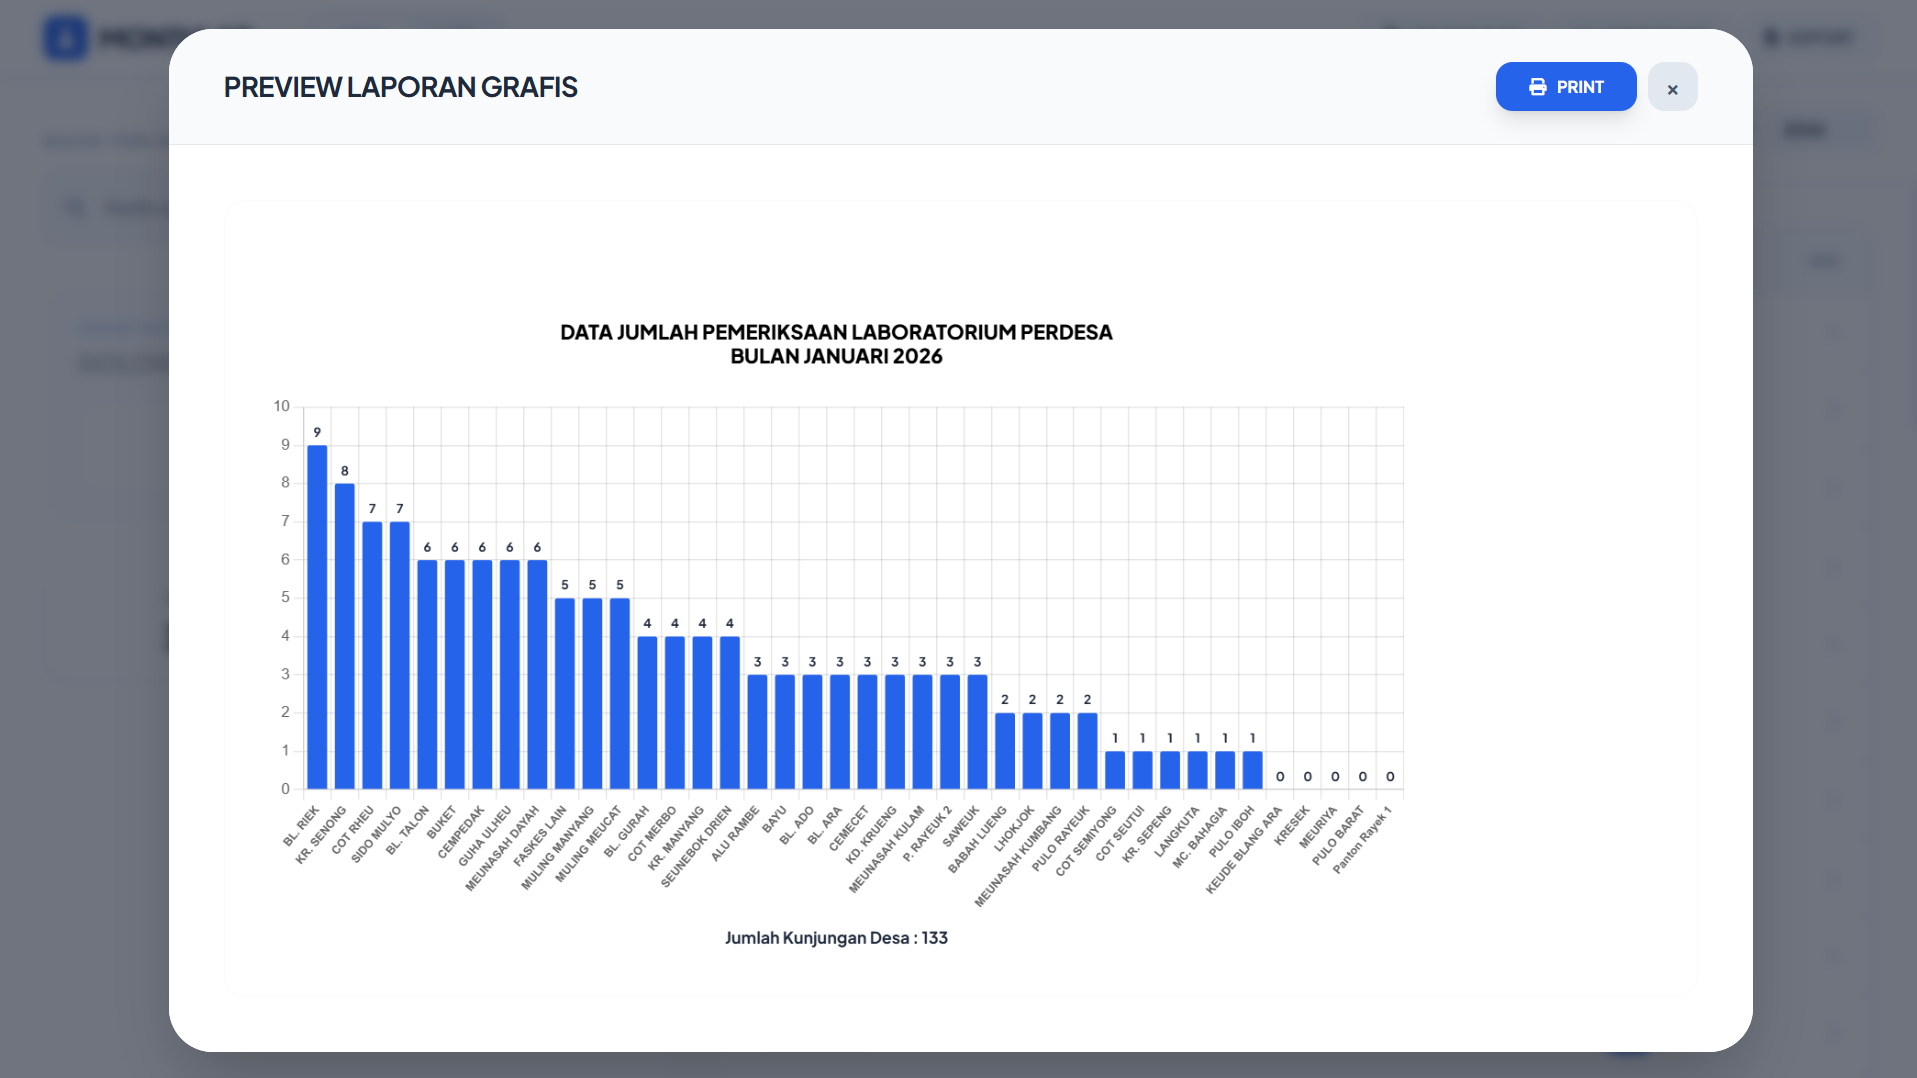 PREVIEW LAPORAN GRAFIS
PRINT
×
DATA JUMLAH PEMERIKSAAN LABORATORIUM PERDESA
BULAN JANUARI 2026
10
9
8
7
6
5
4
3
2
1
0
9 8 7 7 6 6 6 6 6 5 5 5 4 4 4 4 3 3 3 3 3 3 3 3 3 2 2 2 2 1 1 1 1 1 1 0 0 0 0 0
BL. RIEK
KR. SENONG
COT RHEU
SIDO MULYO
BL. TALON
BUKET
CEMPEDAK
GUHA ULHEU
MEUNASAH DAYAH
FASKES LAIN
MULING MANYANG
MULING MEUCAT
BL. GURAH
COT MERBO
KR. MANYANG
SEUNEBOK DRIEN
ALU RAMBE
BAYU
BL. ADO
BL. ARA
CEMECET
KD. KRUENG
MEUNASAH KULAM
P. RAYEUK 2
SAWEUK
BABAH LUENG
LHOKJOK
MEUNASAH KUMBANG
PULO RAYEUK
COT SEMIYONG
COT SEUTUI
KR. SEPENG
LANGKUTA
MC. BAHAGIA
PULO IBOH
KEUDE BLANG ARA
KRESEK
MEURIYA
PULO BARAT
Panton Rayek 1
Jumlah Kunjungan Desa : 133